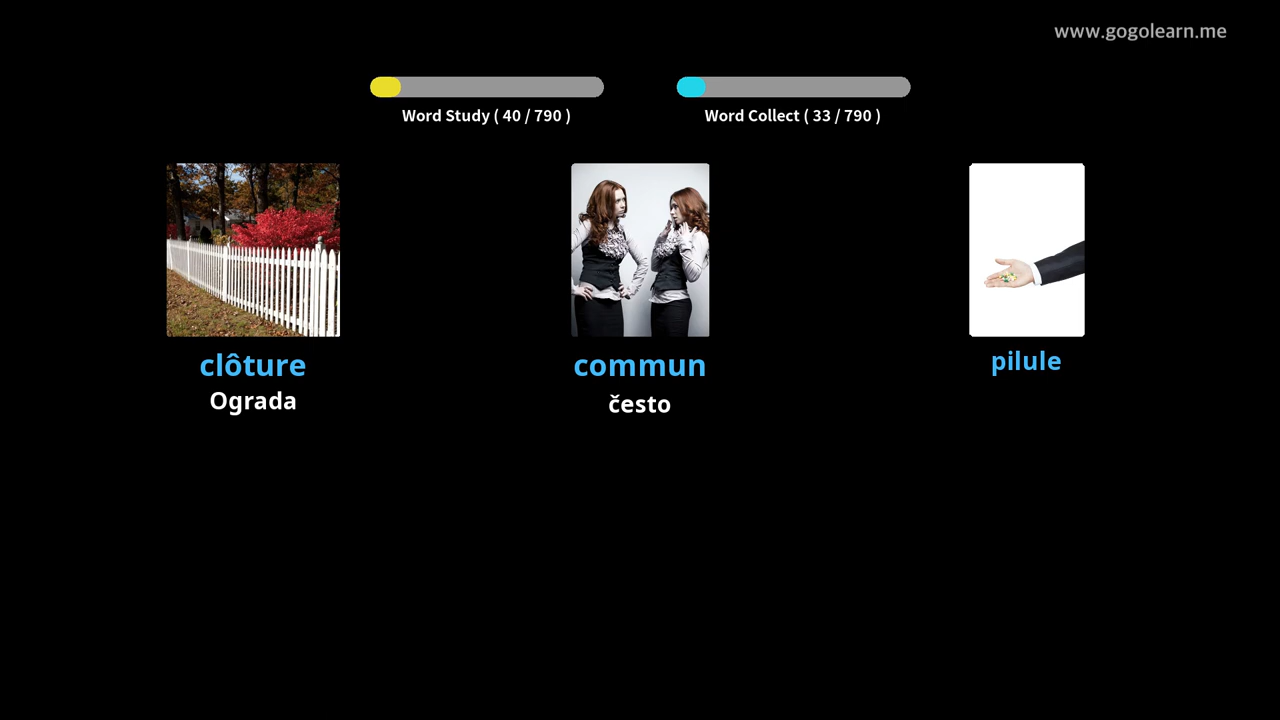 www.gogolearn.me
Word Study ( 40 / 790 )
Word Collect ( 33 / 790 )
clôture
Ograda
commun
često
pilule